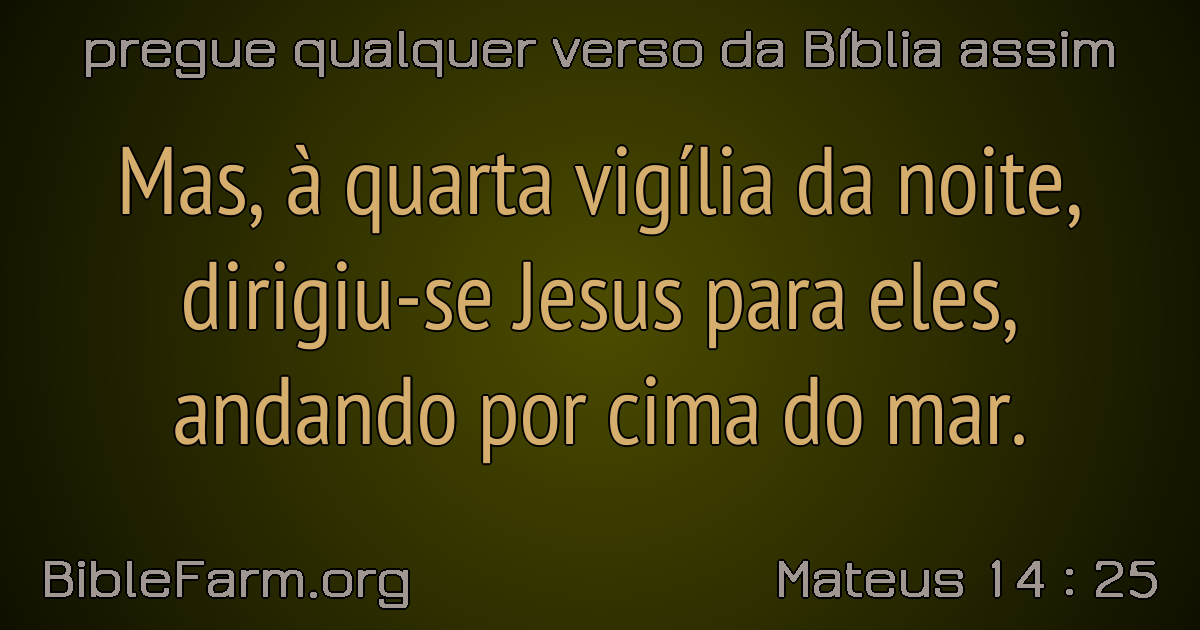 pregue qualquer verso da Bíblia assim
Mas, à quarta vigília da noite,
dirigiu-se Jesus para eles,
andando por cima do mar.
BibleFarm.org
Mateus 14 : 25